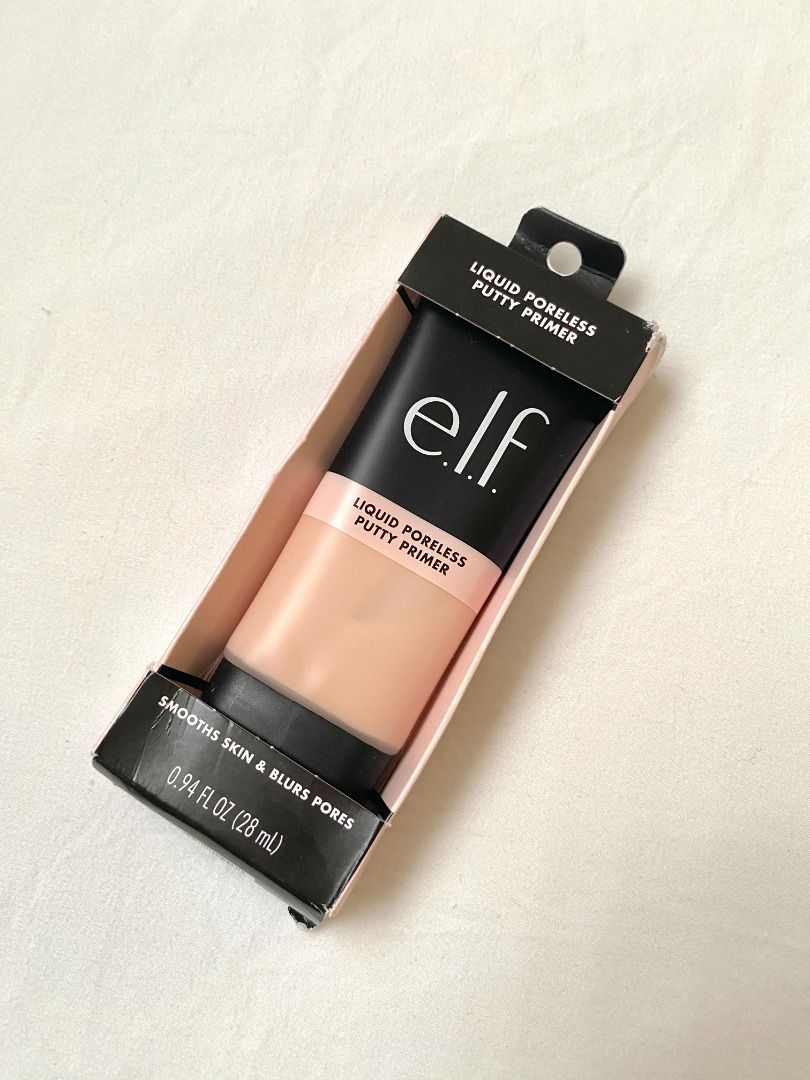 LIQUID PORELESS
PUTTY PRIMER
e.l.f.
LIQUID PORELESS
PUTTY PRIMER
SMOOTHS SKIN & BLURS PORES
0.94 FL OZ (28 mL)